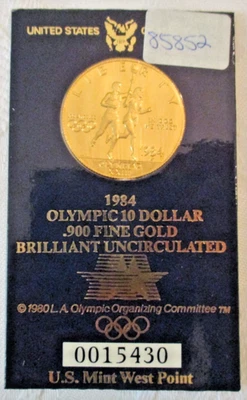 UNITED STATES
85852
LIBERTY
1984
1984
OLYMPIC 10 DOLLAR
.900 FINE GOLD
BRILLIANT UNCIRCULATED
© 1980 L.A. Olympic Organizing Committee ™
0015430
U.S. Mint West Point